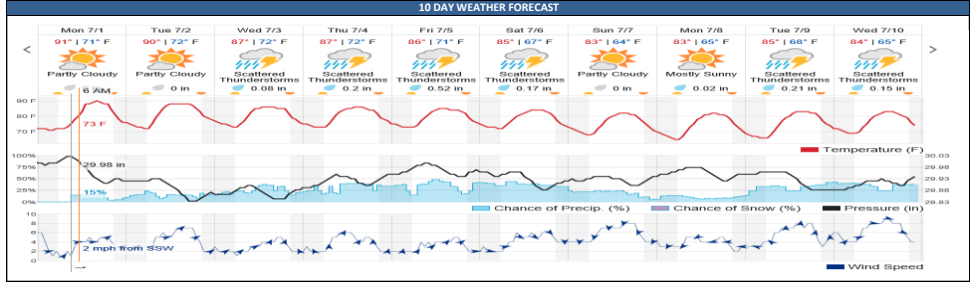 10 DAY WEATHER FORECAST
Mon 7/1 Tue 7/2 Wed 7/3 Thu 7/4 Fri 7/5 Sat 7/6 Sun 7/7 Mon 7/8 Tue 7/9 Wed 7/10
< 91° | 71° F 90° | 72° F 87° | 72° F 87° | 72° F 86° | 71° F 85° | 67° F 83° | 64° F 83° | 65° F 85° | 68° F 84° | 65° F >
Partly Cloudy Partly Cloudy Scattered Scattered Scattered Scattered Partly Cloudy Mostly Sunny Scattered Scattered
Thunderstorms Thunderstorms Thunderstorms Thunderstorms Thunderstorms Thunderstorms
0 in 0.08 in 0.2 in 0.52 in 0.17 in 0 in 0.02 in 0.21 in 0.15 in
6 AM
90 F
80 F
73 F
70 F
Temperature (F)
100% 30.03
29.98 in
75% 29.98
50% 29.93
15%
25% 29.88
0% 29.83
Chance of Precip. (%) Chance of Snow (%) Pressure (in)
10
8
6
4
2 mph from SSW
2
0
Wind Speed